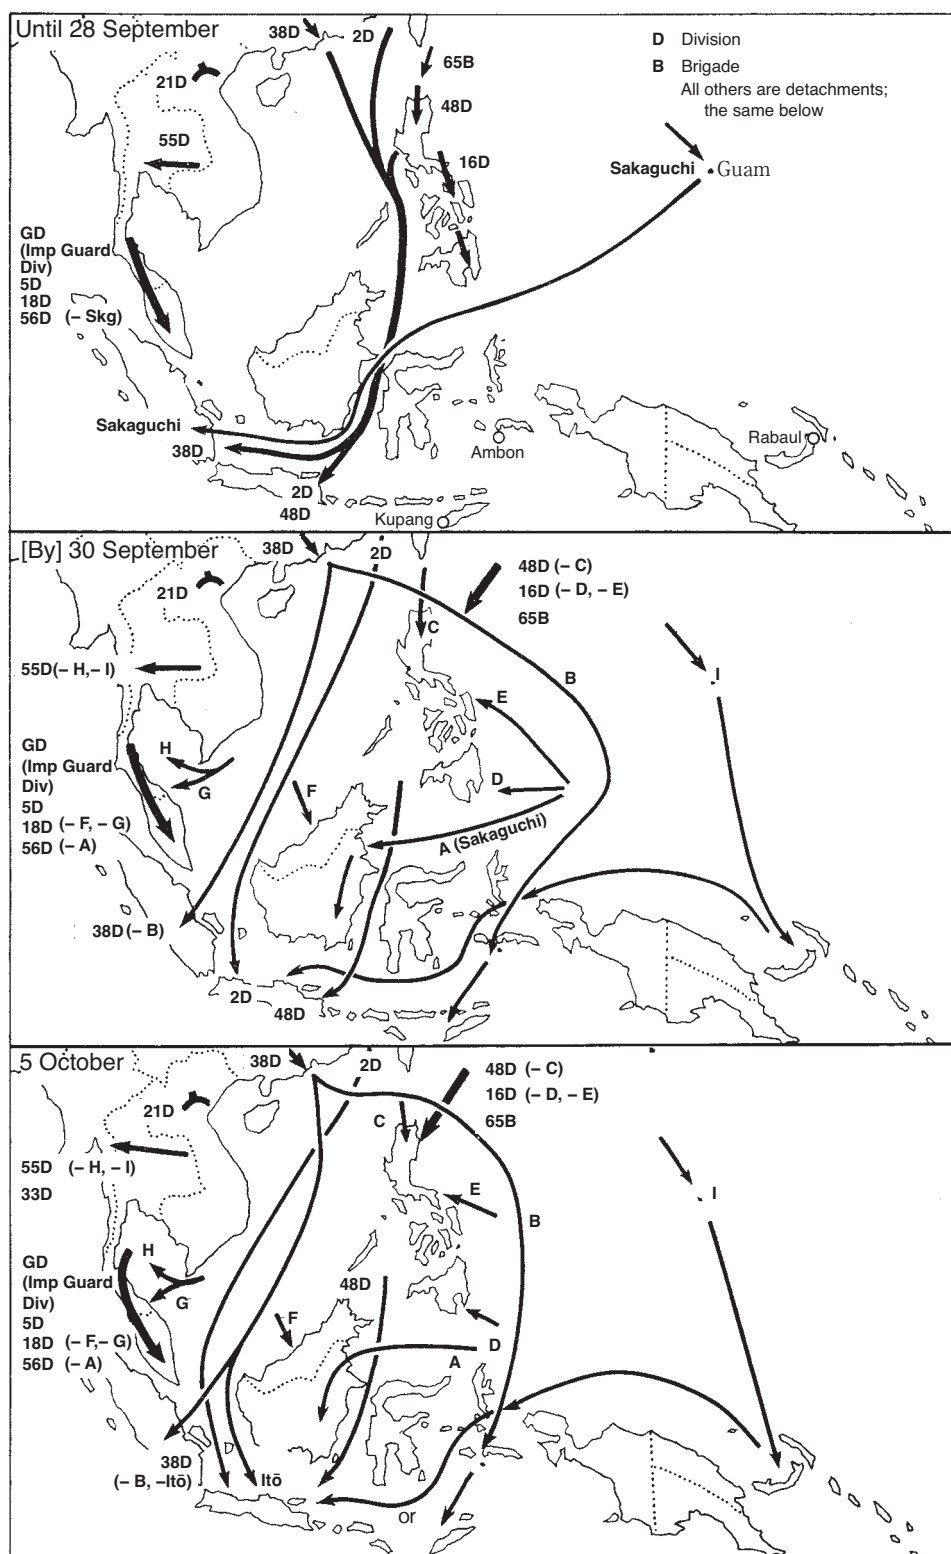 Until 28 September
38D
2D
D Division
B Brigade
All others are detachments;
the same below
65B
21D
48D
55D
16D
Sakaguchi
Guam
GD
(Imp Guard
Div)
5D
18D
56D (– Skg)
Sakaguchi
38D
Ambon
Rabaul
2D
48D
Kupang
[By] 30 September
38D
2D
48D (– C)
16D (– D, – E)
65B
21D
C
55D (– H, – I)
B
I
E
GD
(Imp Guard
Div)
5D
18D (– F, – G)
56D (– A)
H
G
F
D
A (Sakaguchi)
38D (– B)
2D
48D
5 October
38D
2D
48D (– C)
16D (– D, – E)
65B
21D
C
55D (– H, – I)
33D
E
I
B
H
GD
(Imp Guard
Div)
5D
18D (– F, – G)
56D (– A)
G
48D
F
D
A
38D
(– B, –Itō)
Itō
or